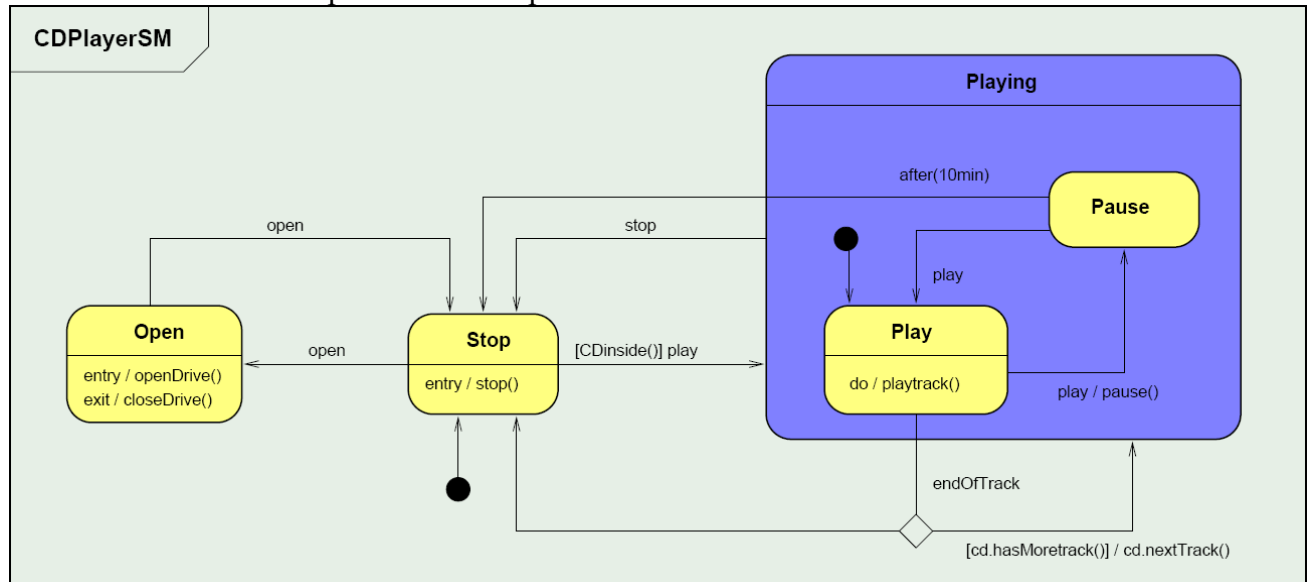 CDPlayerSM
Playing
after(10min)
Pause
open
stop
play
Open
entry / openDrive()
exit / closeDrive()
open
Stop
entry / stop()
[CDinside()] play
Play
do / playtrack()
play / pause()
endOfTrack
[cd.hasMoretrack()] / cd.nextTrack()